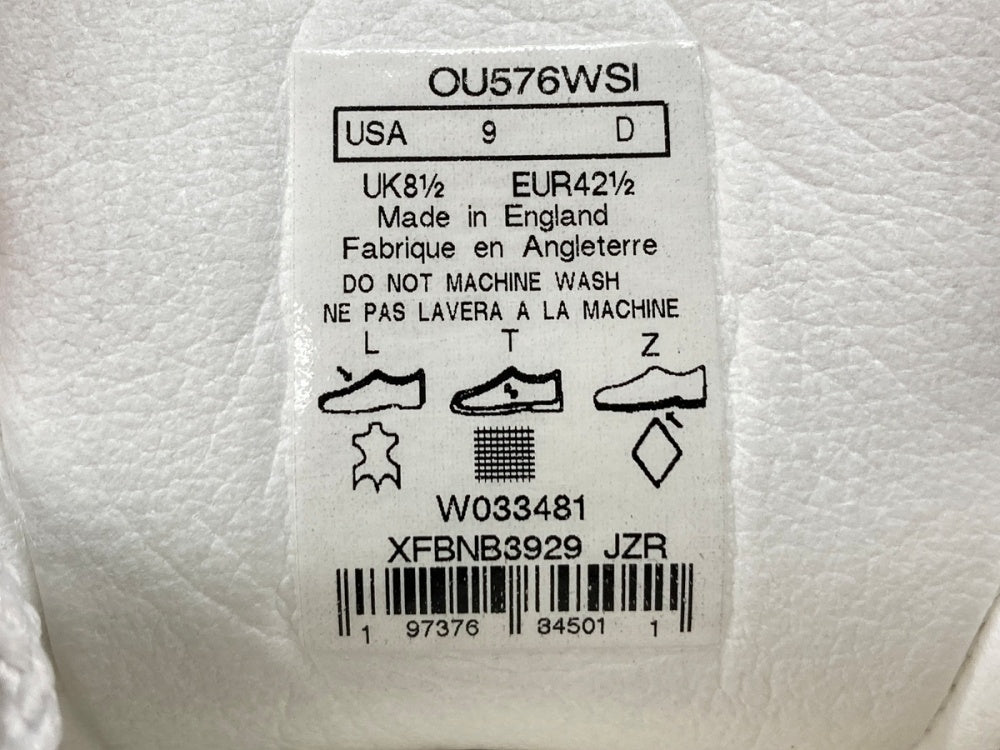 OU576WSI
USA 9 D
UK8½ EUR42½
Made in England
Fabrique en Angleterre
DO NOT MACHINE WASH
NE PAS LAVERA A LA MACHINE
L T Z
W033481
XFBNB3929 JZR
1 97376 84501 1